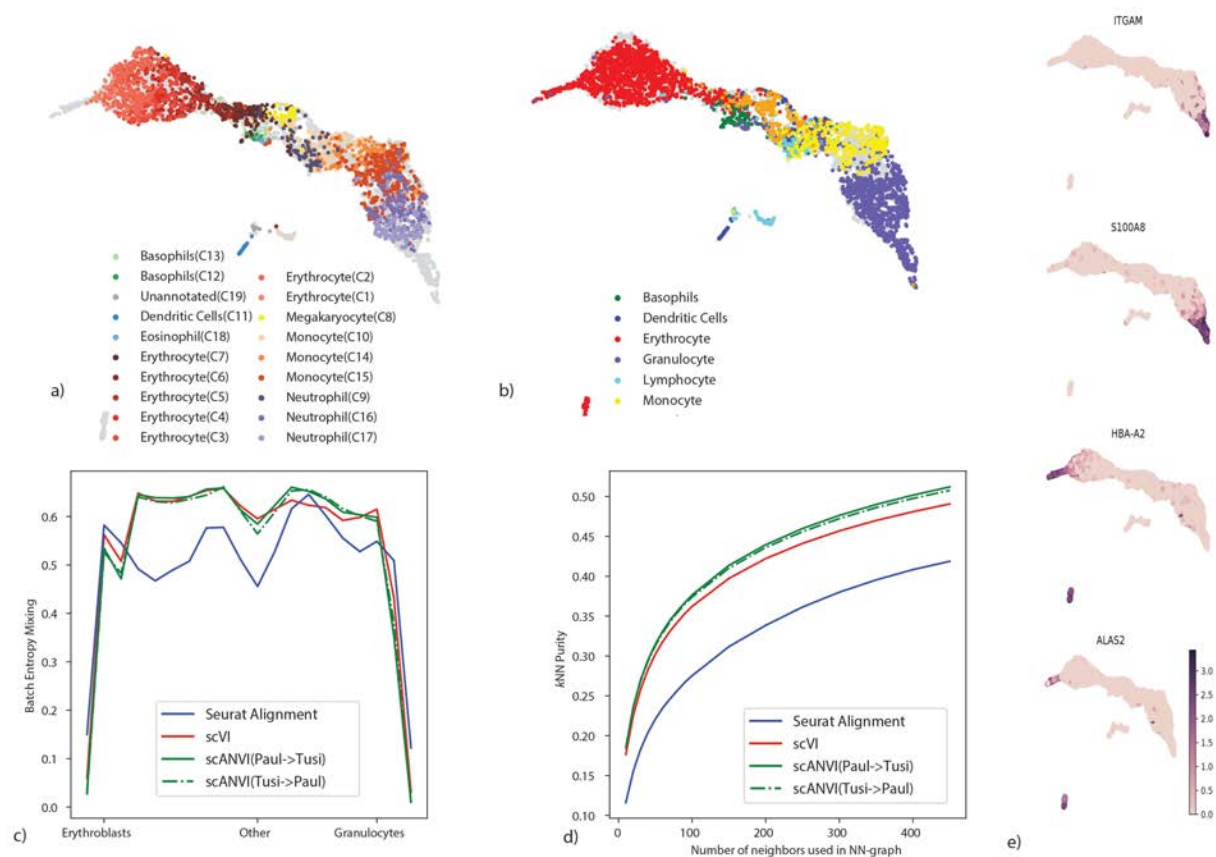 Basophils(C13)
Basophils(C12)
Unannotated(C19)
Dendritic Cells(C11)
Eosinophil(C18)
Erythrocyte(C7)
Erythrocyte(C6)
Erythrocyte(C5)
Erythrocyte(C4)
Erythrocyte(C3)
Erythrocyte(C2)
Erythrocyte(C1)
Megakaryocyte(C8)
Monocyte(C10)
Monocyte(C14)
Monocyte(C15)
Neutrophil(C9)
Neutrophil(C16)
Neutrophil(C17)
a)
Basophils
Dendritic Cells
Erythrocyte
Granulocyte
Lymphocyte
Monocyte
b)
Batch Entropy Mixing
0.6
0.5
0.4
0.3
0.2
0.1
0.0
Seurat Alignment
scVI
scANVI(Paul->Tusi)
scANVI(Tusi->Paul)
Erythroblasts
Other
Granulocytes
c)
kNN Purity
0.50
0.45
0.40
0.35
0.30
0.25
0.20
0.15
0.10
Seurat Alignment
scVI
scANVI(Paul->Tusi)
scANVI(Tusi->Paul)
0
100
200
300
400
Number of neighbors used in NN-graph
d)
ITGAM
S100A8
HBA-A2
ALAS2
3.0
2.5
2.0
1.5
1.0
0.5
0.0
e)